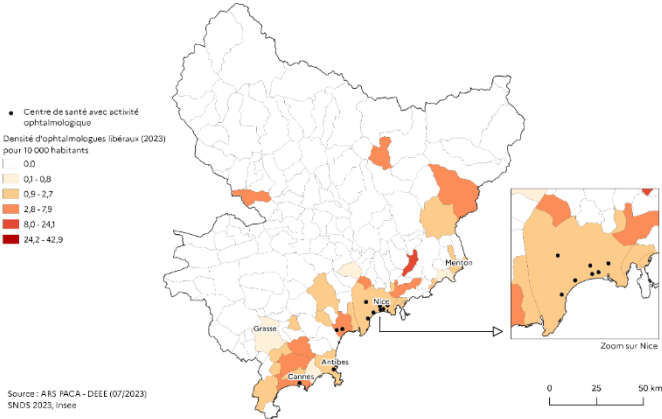 Centre de santé avec activité
ophtalmologique
Densité d'ophtalmologues libéraux (2023)
pour 10 000 habitants
0.0
0,1 - 0,8
0,9 - 2,7
2,8 - 7,9
8,0 - 24,1
24,2 - 42,9
Menton
Nice
Grasse
Antibes
Cannes
Zoom sur Nice
Source : ARS PACA - DEEE (07/2023)
SNDS 2023, Insee
0 25 50 km